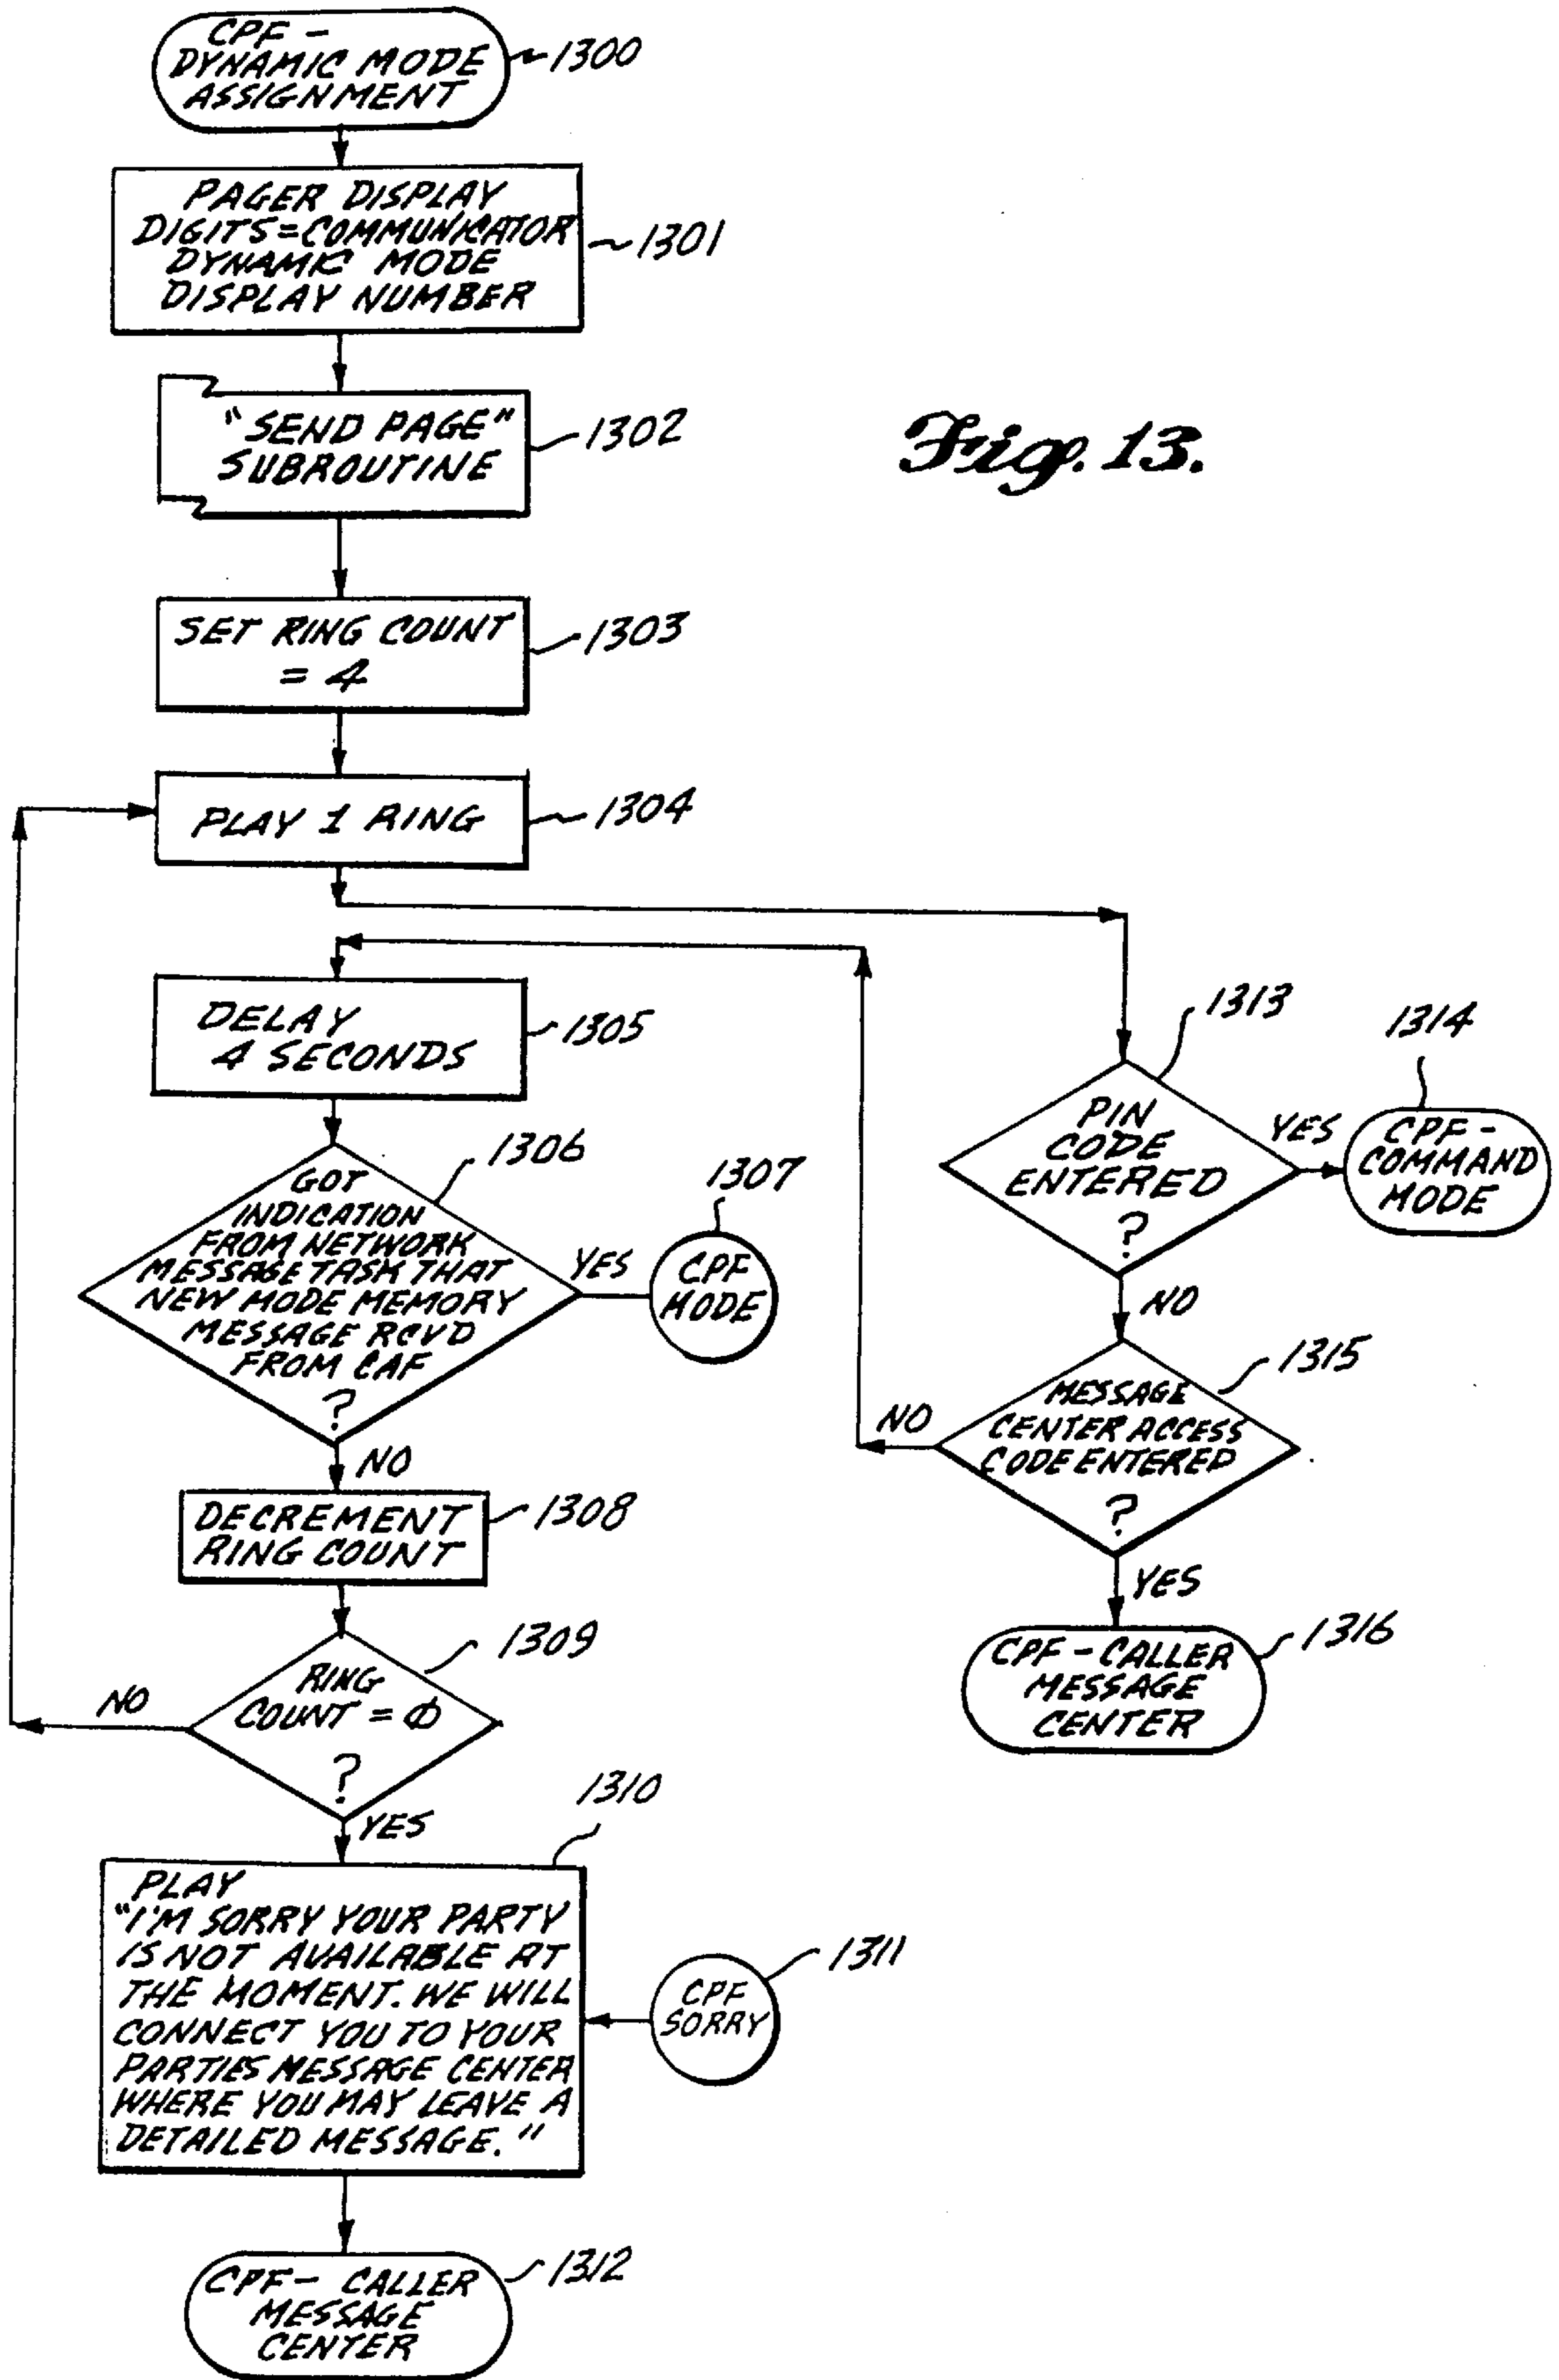 CPF -
DYNAMIC MODE
ASSIGNMENT
1300
PAGER DISPLAY
DIGITS=COMMUNICATOR
DYNAMIC MODE
DISPLAY NUMBER
1301
"SEND PAGE"
SUBROUTINE
1302
Fig. 13.
SET RING COUNT
= 4
1303
PLAY 1 RING
1304
DELAY
4 SECONDS
1305
1313
PIN
CODE
ENTERED
?
YES
1314
CPF -
COMMAND
MODE
NO
1306
GOT
INDICATION
FROM NETWORK
MESSAGE TASK THAT
NEW MODE MEMORY
MESSAGE RCVD
FROM CAF
?
YES
1307
CPF
MODE
NO
1315
MESSAGE
CENTER ACCESS
CODE ENTERED
?
NO
YES
1316
CPF - CALLER
MESSAGE
CENTER
DECREMENT
RING COUNT
1308
1309
RING
COUNT = Φ
?
NO
YES
1310
PLAY
"I'M SORRY YOUR PARTY
IS NOT AVAILABLE AT
THE MOMENT. WE WILL
CONNECT YOU TO YOUR
PARTIES MESSAGE CENTER
WHERE YOU MAY LEAVE A
DETAILED MESSAGE."
1311
CPF
SORRY
CPF - CALLER
MESSAGE
CENTER
1312